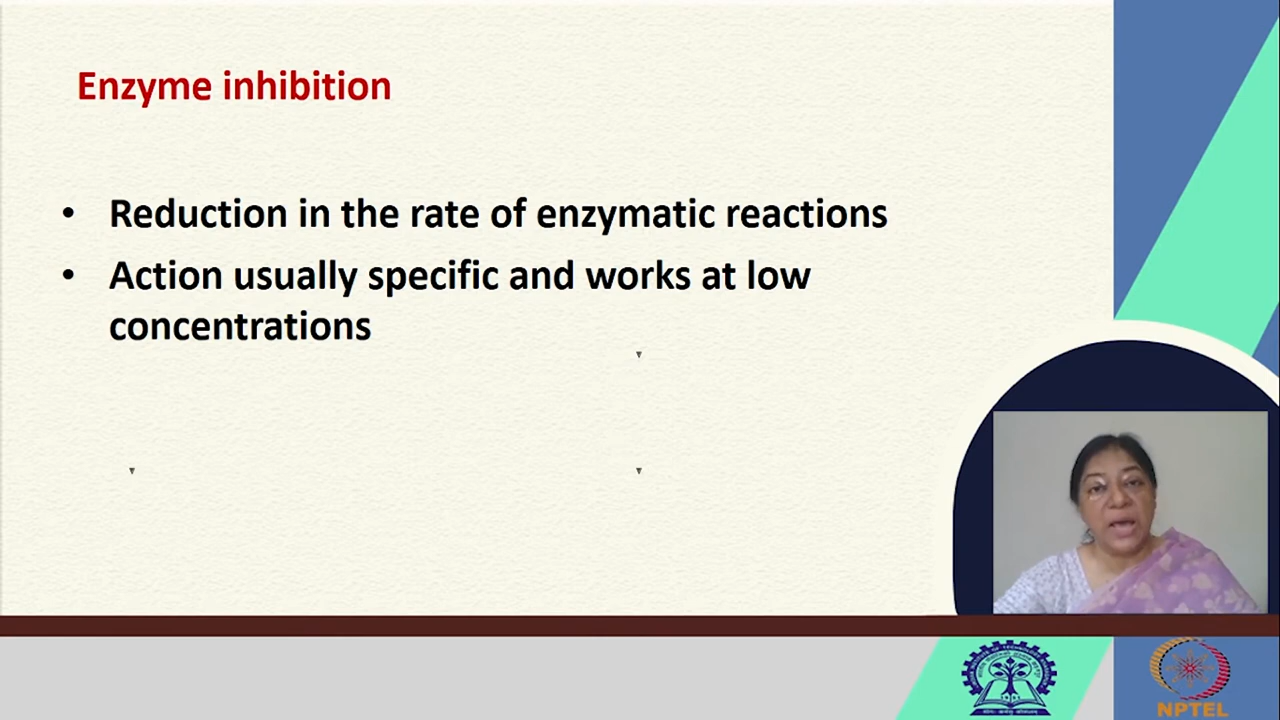 Enzyme inhibition
• Reduction in the rate of enzymatic reactions
• Action usually specific and works at low
concentrations
NPTEL